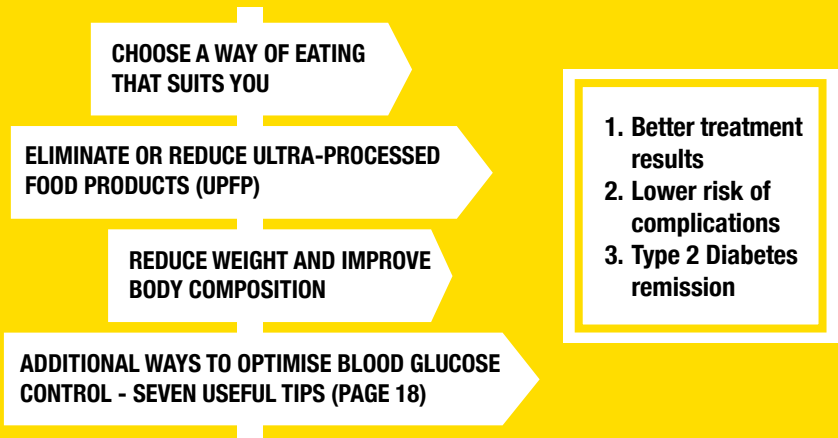 CHOOSE A WAY OF EATING
THAT SUITS YOU
ELIMINATE OR REDUCE ULTRA-PROCESSED
FOOD PRODUCTS (UPFP)
REDUCE WEIGHT AND IMPROVE
BODY COMPOSITION
ADDITIONAL WAYS TO OPTIMISE BLOOD GLUCOSE
CONTROL - SEVEN USEFUL TIPS (PAGE 18)
1. Better treatment
results
2. Lower risk of
complications
3. Type 2 Diabetes
remission